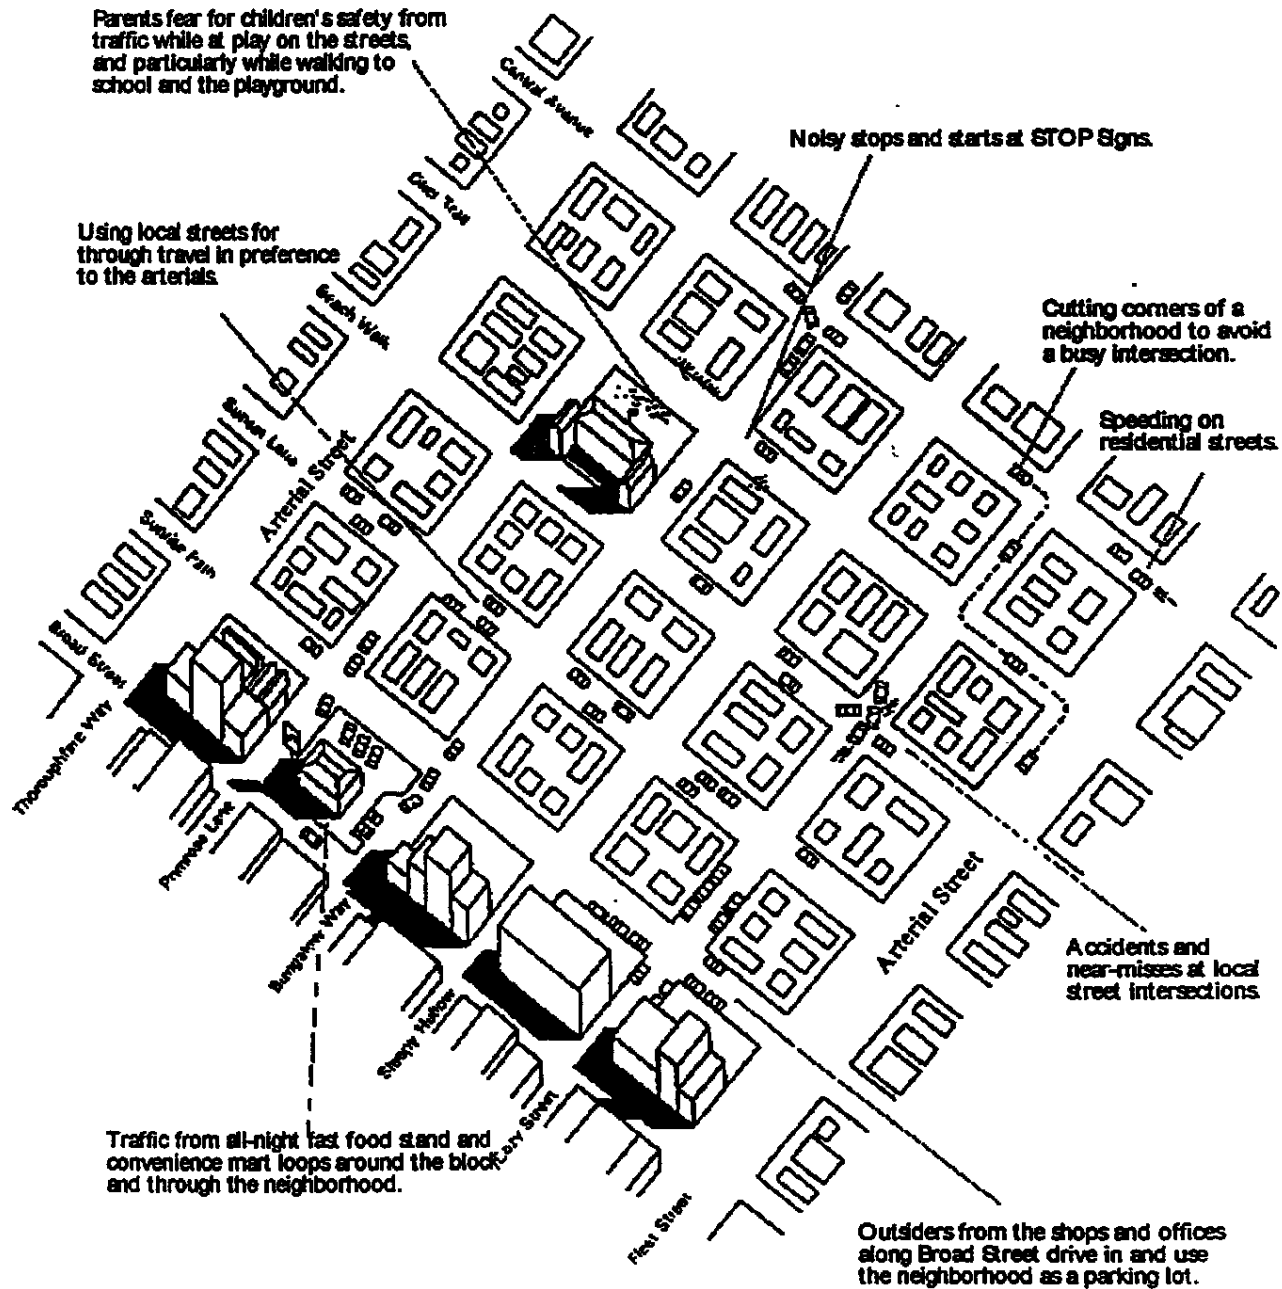 Parents fear for children's safety from
traffic while at play on the streets,
and particularly while walking to
school and the playground.
Noisy stops and starts at STOP Signs.
Using local streets for
through travel in preference
to the arterials.
Cutting corners of a
neighborhood to avoid
a busy intersection.
Speeding on
residential streets.
Avenue
Beach Walk
Sunset Lane
Arterial Street
Sunrise Path
Broad Street
Thoroughfare Way
Primrose Lane
Bungalow Way
Sleepy Hollow
Lazy Street
Fleet Street
Arterial Street
Accidents and
near-misses at local
street intersections.
Traffic from all-night fast food stand and
convenience mart loops around the block
and through the neighborhood.
Outsiders from the shops and offices
along Broad Street drive in and use
the neighborhood as a parking lot.